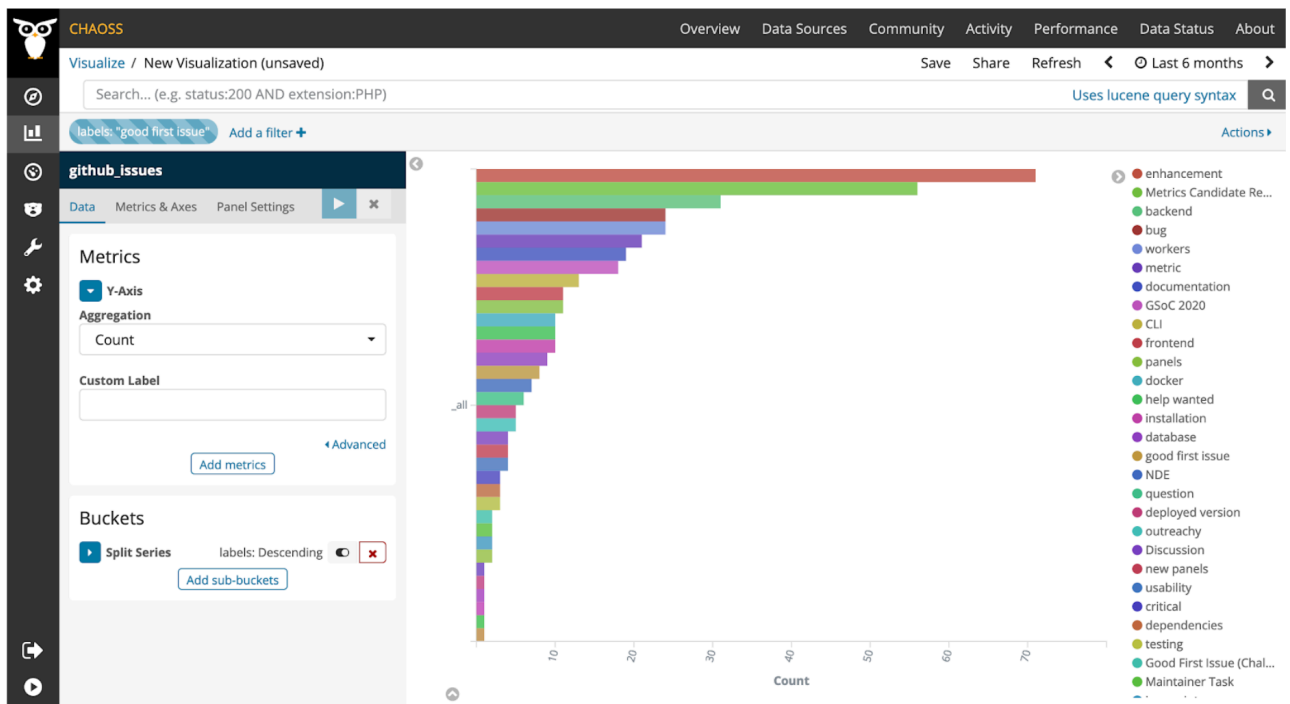 CHAOSS
Overview Data Sources Community Activity Performance Data Status About
Visualize / New Visualization (unsaved)
Save Share Refresh Last 6 months
Search... (e.g. status:200 AND extension:PHP)
Uses lucene query syntax
labels: "good first issue"
Add a filter +
Actions
github_issues
Data Metrics & Axes Panel Settings
Metrics
Y-Axis
Aggregation
Count
Custom Label
Advanced
Add metrics
Buckets
Split Series labels: Descending
Add sub-buckets
_all
10 20 30 40 50 60 70
Count
enhancement
Metrics Candidate Re...
backend
bug
workers
metric
documentation
GSoC 2020
CLI
frontend
panels
docker
help wanted
installation
database
good first issue
NDE
question
deployed version
outreachy
Discussion
new panels
usability
critical
dependencies
testing
Good First Issue (Chal...
Maintainer Task